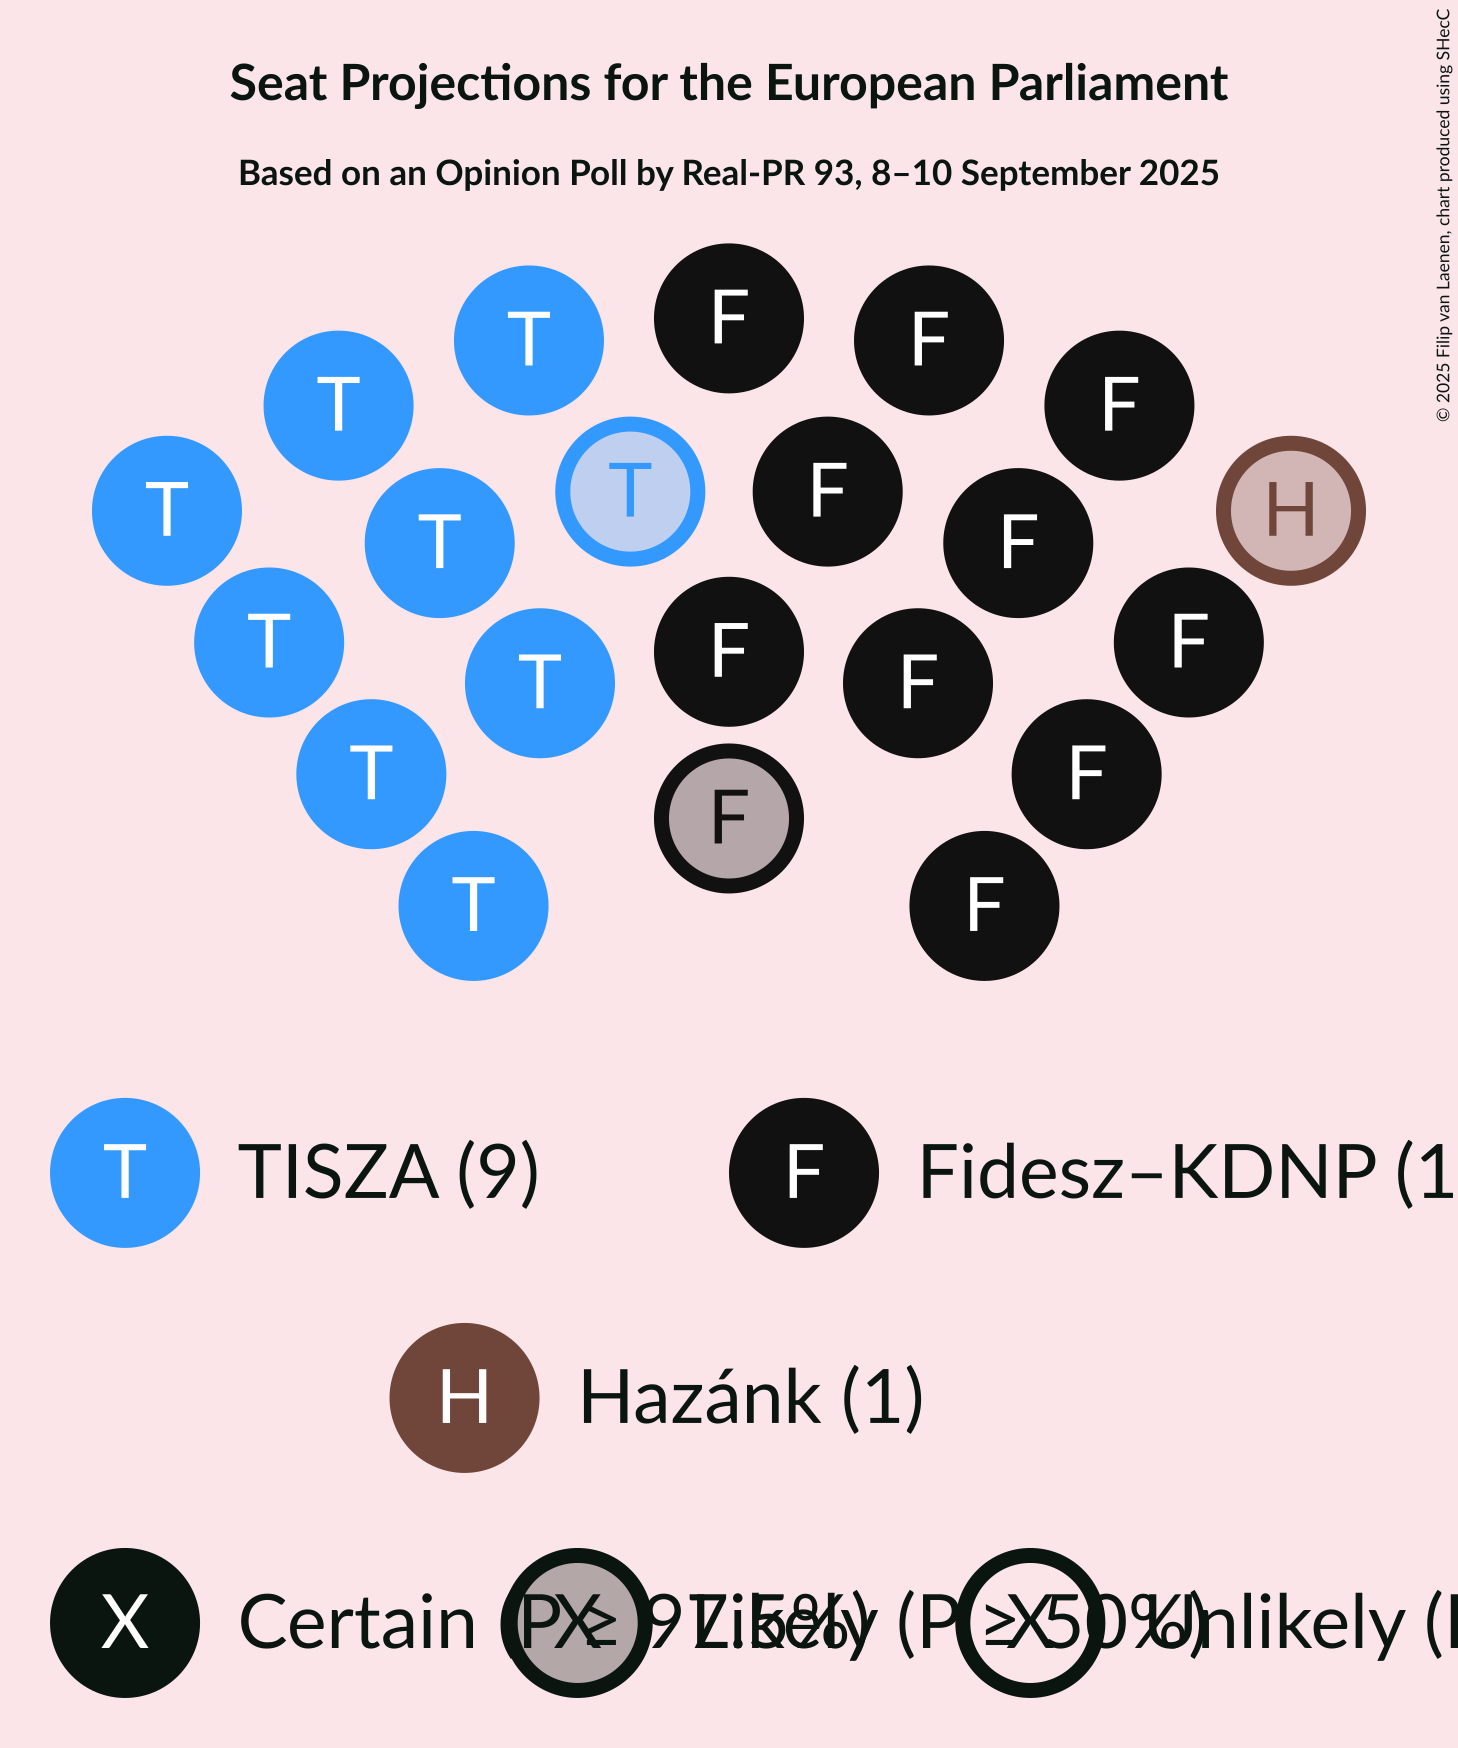 Seat Projections for the European Parliament
Based on an Opinion Poll by Real-PR 93, 8–10 September 2025
© 2025 Filip van Laenen, chart produced using SHecC
F
T F
T F
T T F H
T F
T F
F
T F
T F
F
T F
T TISZA (9) F Fidesz–KDNP (1
H Hazánk (1)
X Certain (P ≥ 97.5%) X Likely (P ≥ 50%) X Unlikely (